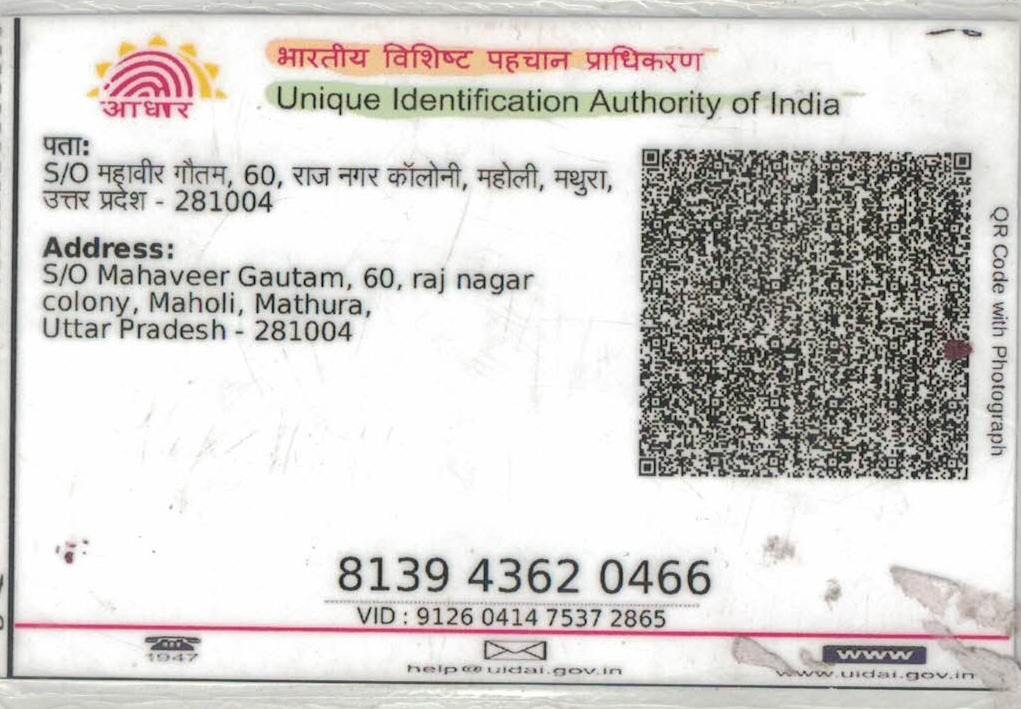 भारतीय विशिष्ट पहचान प्राधिकरण
आधार
Unique Identification Authority of India
पता:
S/O महावीर गौतम, 60, राज नगर कॉलोनी, महोली, मथुरा,
उत्तर प्रदेश - 281004
Address:
S/O Mahaveer Gautam, 60, raj nagar
colony, Maholi, Mathura,
Uttar Pradesh - 281004
QR Code with Photograph
8139 4362 0466
VID : 9126 0414 7537 2865
1947
help@uidai.gov.in
www
www.uidai.gov.in